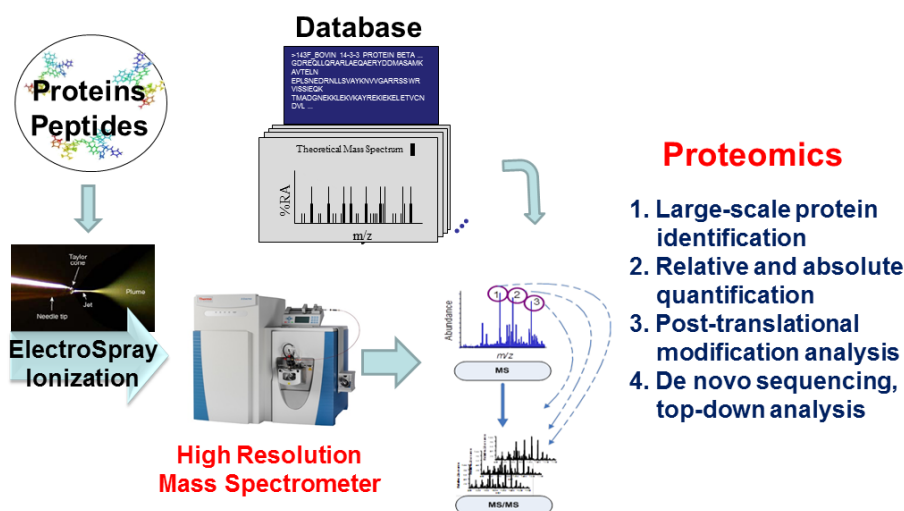 Database
>143F_BOVIN 14-3-3 PROTEIN BETA ...
GDREQLLQRARLAEQAERYDDMASAMK
AVTELN
EPLSNEDRNLLSVAYKNVVGARRSSWR
VISSIEQK
TMADGNEKKLEKVKAYREKIEKELETVCN
DVL ...
Proteins
Peptides
Theoretical Mass Spectrum
%RA
m/z
Proteomics
1. Large-scale protein
identification
2. Relative and absolute
quantification
3. Post-translational
modification analysis
4. De novo sequencing,
top-down analysis
Taylor
cone
Plume
Jet
Needle tip
ElectroSpray
Ionization
1
2
3
Abundance
m/z
MS
High Resolution
Mass Spectrometer
MS/MS